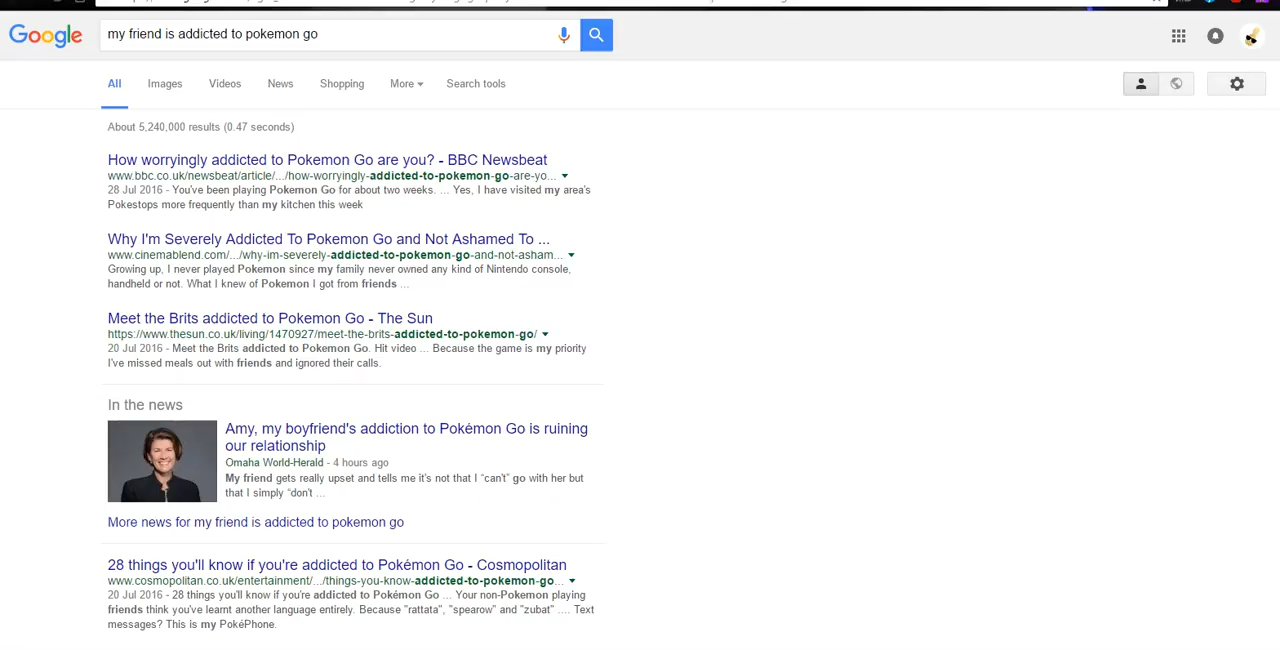 Google
my friend is addicted to pokemon go
All Images Videos News Shopping More Search tools
About 5,240,000 results (0.47 seconds)
How worryingly addicted to Pokemon Go are you? - BBC Newsbeat
www.bbc.co.uk/newsbeat/article/.../how-worryingly-addicted-to-pokemon-go-are-yo...
28 Jul 2016 - You've been playing Pokemon Go for about two weeks. ... Yes, I have visited my area's
Pokestops more frequently than my kitchen this week
Why I'm Severely Addicted To Pokemon Go and Not Ashamed To ...
www.cinemablend.com/.../why-im-severely-addicted-to-pokemon-go-and-not-asham...
Growing up, I never played Pokemon since my family never owned any kind of Nintendo console,
handheld or not. What I knew of Pokemon I got from friends ...
Meet the Brits addicted to Pokemon Go - The Sun
https://www.thesun.co.uk/living/1470927/meet-the-brits-addicted-to-pokemon-go/
20 Jul 2016 - Meet the Brits addicted to Pokemon Go. Hit video ... Because the game is my priority
I've missed meals out with friends and ignored their calls.
In the news
Amy, my boyfriend's addiction to Pokémon Go is ruining
our relationship
Omaha World-Herald - 4 hours ago
My friend gets really upset and tells me it's not that I “can't” go with her but
that I simply “don't ...
More news for my friend is addicted to pokemon go
28 things you'll know if you're addicted to Pokémon Go - Cosmopolitan
www.cosmopolitan.co.uk/entertainment/.../things-you-know-addicted-to-pokemon-go...
20 Jul 2016 - 28 things you'll know if you're addicted to Pokémon Go ... Your non-Pokemon playing
friends think you've learnt another language entirely. Because "rattata", "spearow" and "zubat" .... Text
messages? This is my PokéPhone.